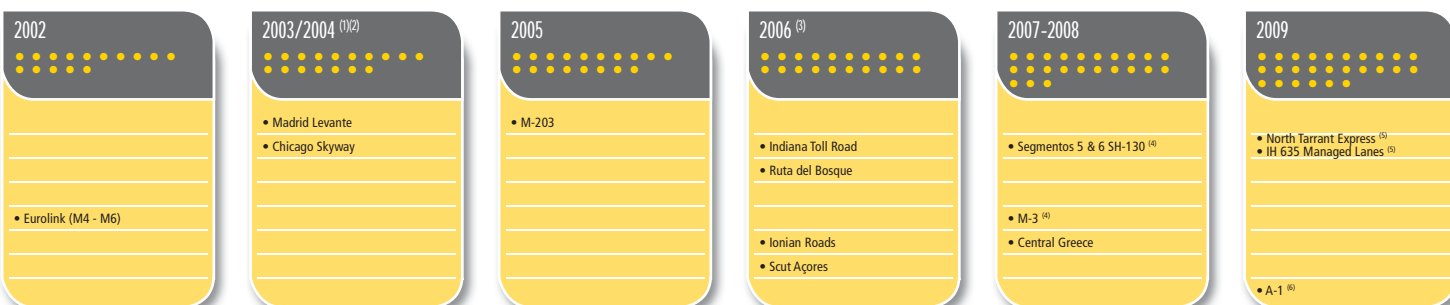 2002
• Eurolink (M4 - M6)
2003/2004 (1)(2)
• Madrid Levante
• Chicago Skyway
2005
• M-203
2006 (3)
• Indiana Toll Road
• Ruta del Bosque
• Ionian Roads
• Scut Açores
2007-2008
• Segmentos 5 & 6 SH-130 (4)
• M-3 (4)
• Central Greece
2009
• North Tarrant Express (5)
• IH 635 Managed Lanes (5)
• A-1 (6)